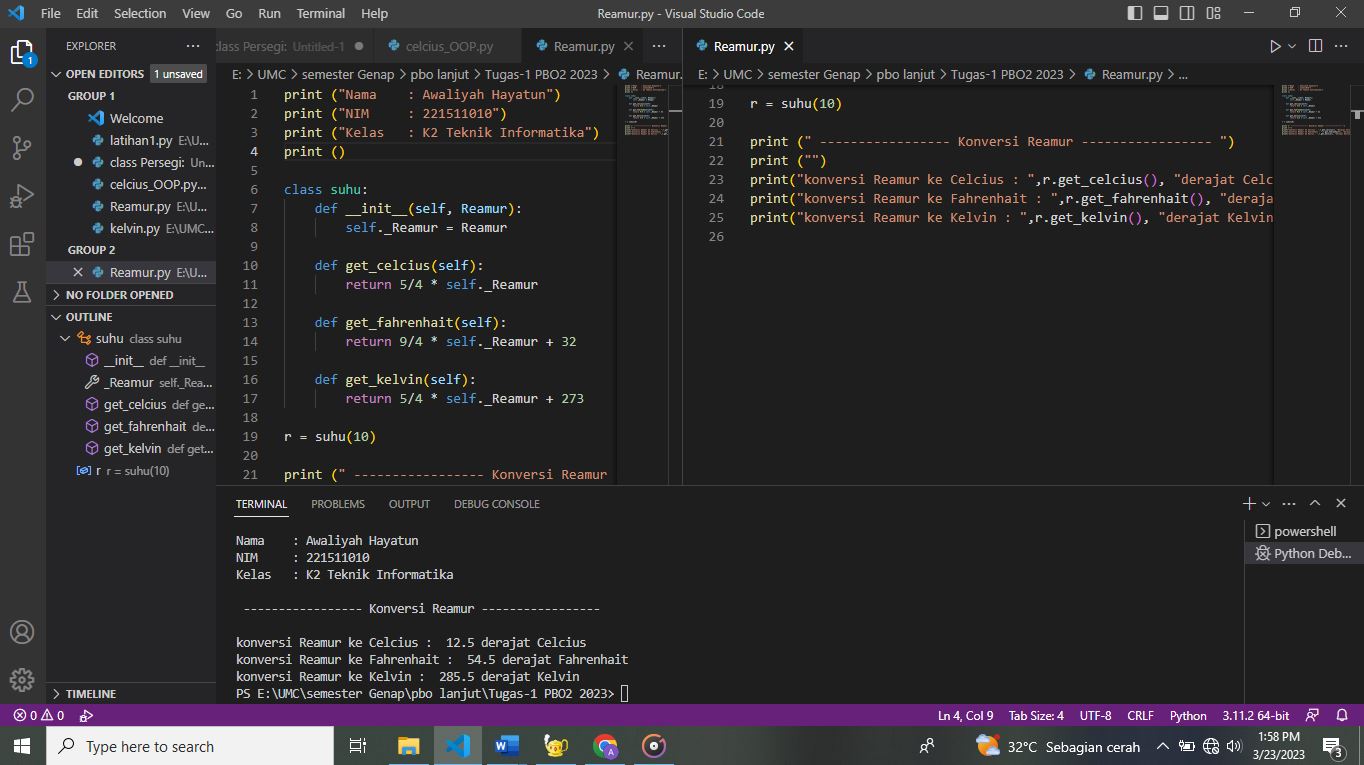 File Edit Selection View Go Run Terminal Help Reamur.py - Visual Studio Code
EXPLORER
OPEN EDITORS 1 unsaved
GROUP 1
Welcome
latihan1.py E:\U...
class Persegi: Un...
celcius_OOP.py...
Reamur.py E:\U...
kelvin.py E:\UMC...
GROUP 2
Reamur.py E:\U...
NO FOLDER OPENED
OUTLINE
suhu class suhu
__init__ def __init__
_Reamur self._Rea...
get_celcius def ge...
get_fahrenhait de...
get_kelvin def get...
r r = suhu(10)
TIMELINE
class Persegi: Untitled-1 celcius_OOP.py Reamur.py
E: > UMC > semester Genap > pbo lanjut > Tugas-1 PBO2 2023 > Reamur.
1 print ("Nama    : Awaliyah Hayatun")
2 print ("NIM     : 221511010")
3 print ("Kelas   : K2 Teknik Informatika")
4 print ()
5
6 class suhu:
7     def __init__(self, Reamur):
8         self._Reamur = Reamur
9
10     def get_celcius(self):
11         return 5/4 * self._Reamur
12
13     def get_fahrenhait(self):
14         return 9/4 * self._Reamur + 32
15
16     def get_kelvin(self):
17         return 5/4 * self._Reamur + 273
18
19 r = suhu(10)
20
21 print (" ----------------- Konversi Reamur
Reamur.py
E: > UMC > semester Genap > pbo lanjut > Tugas-1 PBO2 2023 > Reamur.py > ...
18
19 r = suhu(10)
20
21 print (" ----------------- Konversi Reamur ----------------- ")
22 print ("")
23 print("konversi Reamur ke Celcius : ",r.get_celcius(), "derajat Celc
24 print("konversi Reamur ke Fahrenhait : ",r.get_fahrenhait(), "deraja
25 print("konversi Reamur ke Kelvin : ",r.get_kelvin(), "derajat Kelvin
26
TERMINAL PROBLEMS OUTPUT DEBUG CONSOLE
Nama    : Awaliyah Hayatun
NIM     : 221511010
Kelas   : K2 Teknik Informatika
----------------- Konversi Reamur -----------------
konversi Reamur ke Celcius :  12.5 derajat Celcius
konversi Reamur ke Fahrenhait :  54.5 derajat Fahrenhait
konversi Reamur ke Kelvin :  285.5 derajat Kelvin
PS E:\UMC\semester Genap\pbo lanjut\Tugas-1 PBO2 2023>
powershell
Python Deb...
0 0 Ln 4, Col 9 Tab Size: 4 UTF-8 CRLF Python 3.11.2 64-bit
Type here to search
32°C Sebagian cerah
1:58 PM
3/23/2023
3